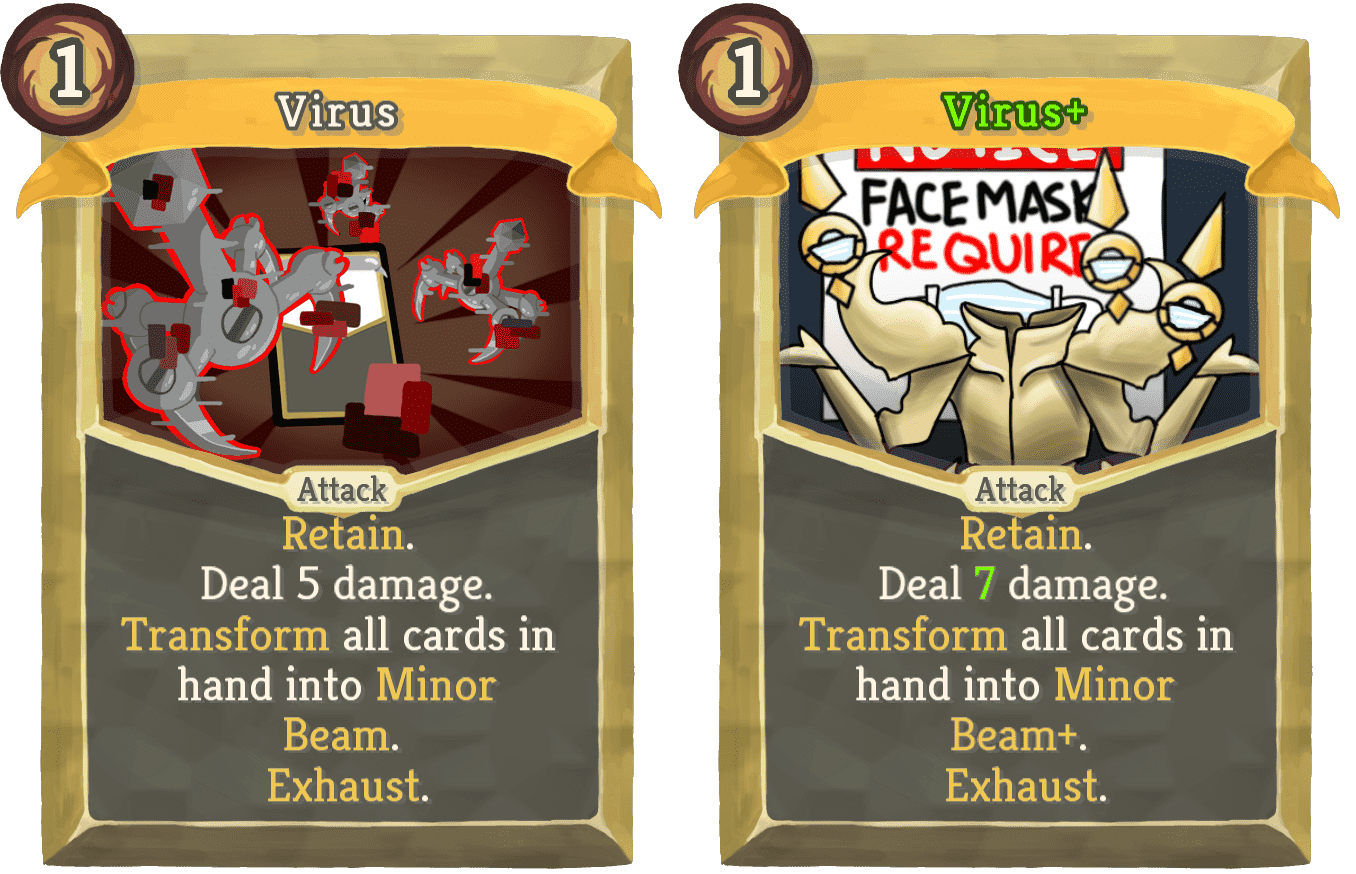 1
Virus
Attack
Retain.
Deal 5 damage.
Transform all cards in
hand into Minor
Beam.
Exhaust.
1
Virus+
NOTICE
FACE MASK
REQUIRE
Attack
Retain.
Deal 7 damage.
Transform all cards in
hand into Minor
Beam+.
Exhaust.